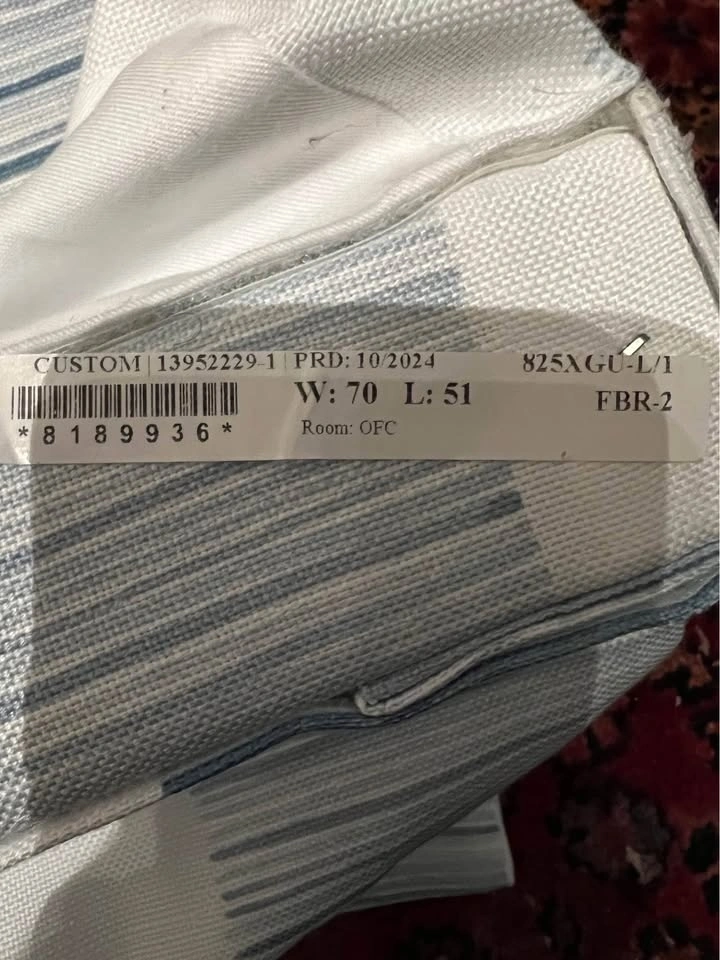 CUSTOM | 13952229-1 | PRD: 10/2024 825XGU-L/1
W: 70 L: 51 FBR-2
*8189936* Room: OFC